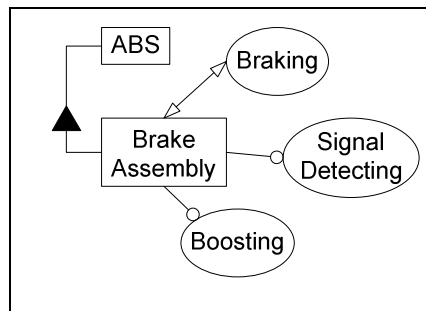 ABS
Braking
Brake
Assembly
Signal
Detecting
Boosting